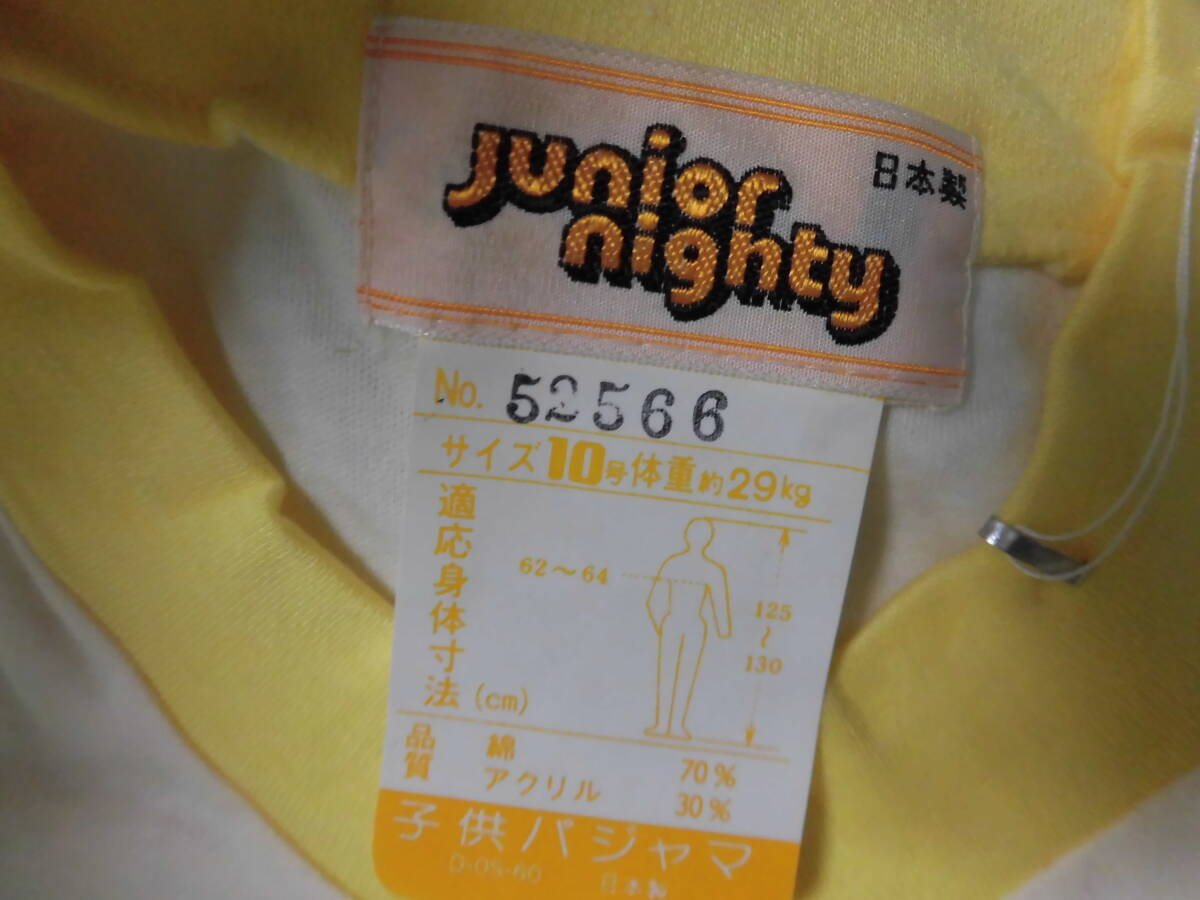 junior
nighty
日本製
No. 52566
サイズ10号体重約29kg
適応身体寸法(cm)
62〜64
125
〜
130
品質
綿 70%
アクリル 30%
子供パジャマ
D-OS-60 日本製